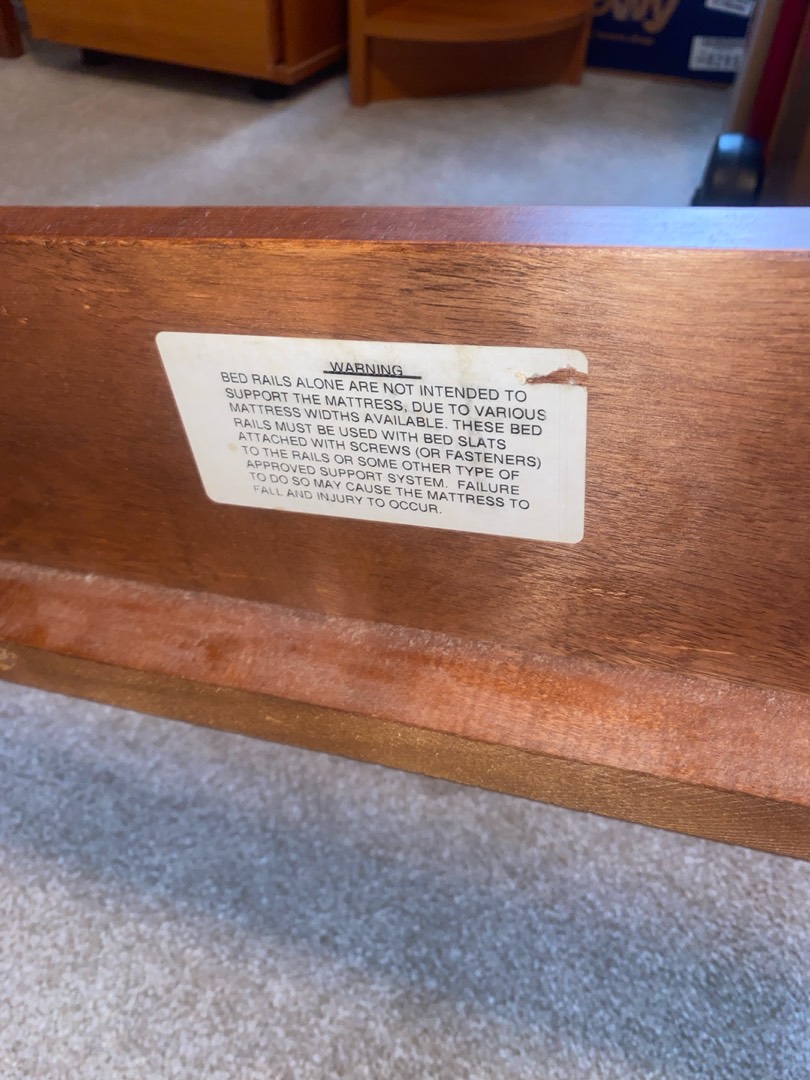 WARNING
BED RAILS ALONE ARE NOT INTENDED TO
SUPPORT THE MATTRESS, DUE TO VARIOUS
MATTRESS WIDTHS AVAILABLE. THESE BED
RAILS MUST BE USED WITH BED SLATS
ATTACHED WITH SCREWS (OR FASTENERS)
TO THE RAILS OR SOME OTHER TYPE OF
APPROVED SUPPORT SYSTEM. FAILURE
TO DO SO MAY CAUSE THE MATTRESS TO
FALL AND INJURY TO OCCUR.